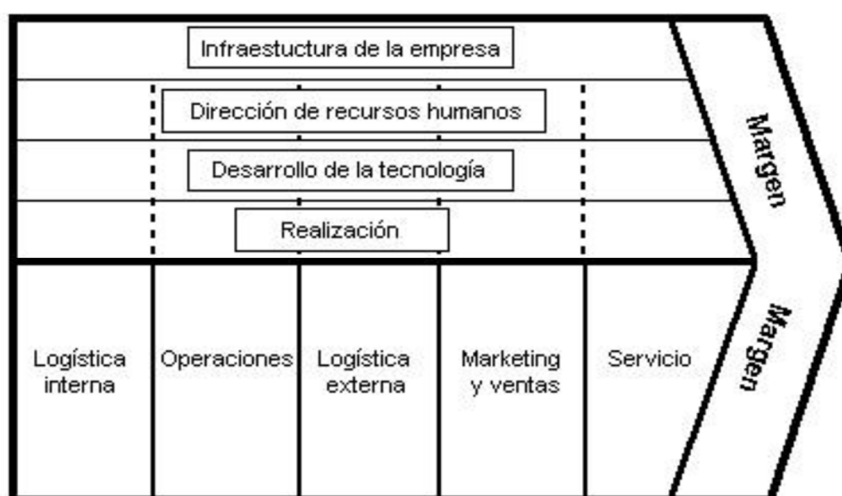 Infraestuctura de la empresa
Dirección de recursos humanos
Desarrollo de la tecnología
Realización
Margen
Margen
Logística
interna
Operaciones
Logística
externa
Marketing
y ventas
Servicio